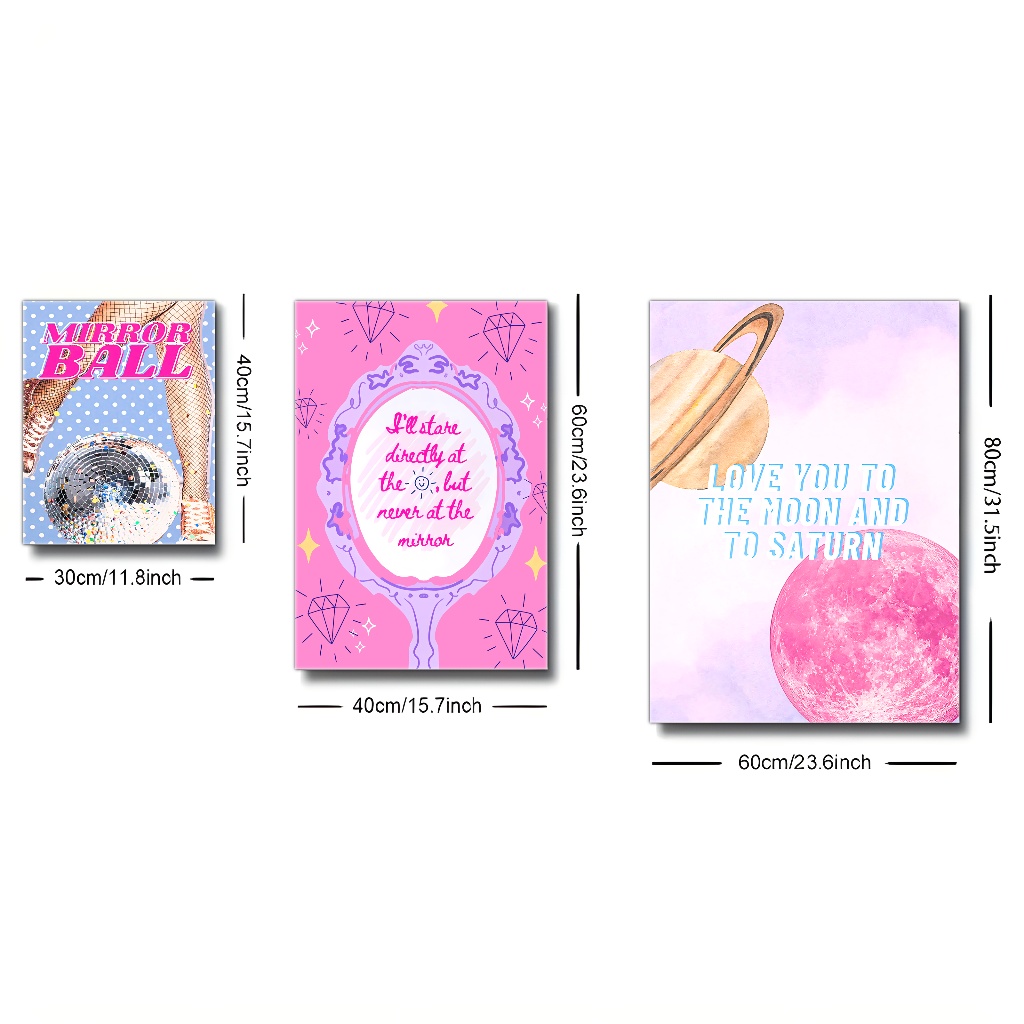 MIRROR
BALL
40cm/15.7inch
30cm/11.8inch
I'll stare
directly at
the , but
never at the
mirror
60cm/23.6inch
40cm/15.7inch
LOVE YOU TO
THE MOON AND
TO SATURN
80cm/31.5inch
60cm/23.6inch